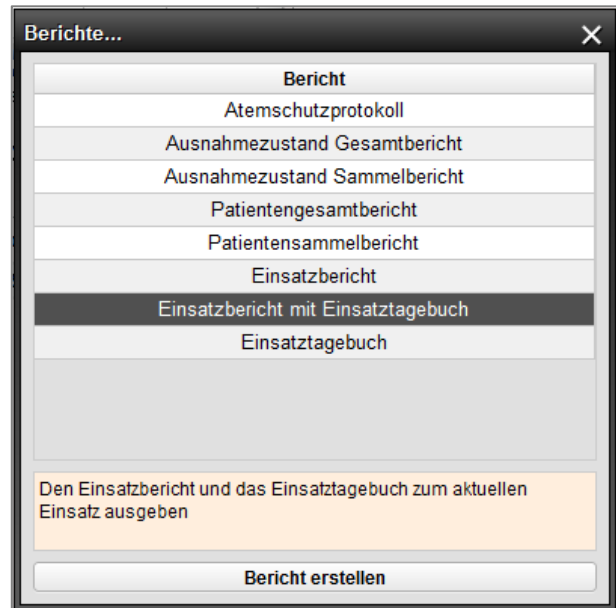 Berichte...
Bericht
Atemschutzprotokoll
Ausnahmezustand Gesamtbericht
Ausnahmezustand Sammelbericht
Patientengesamtbericht
Patientensammelbericht
Einsatzbericht
Einsatzbericht mit Einsatztagebuch
Einsatztagebuch
Den Einsatzbericht und das Einsatztagebuch zum aktuellen
Einsatz ausgeben
Bericht erstellen